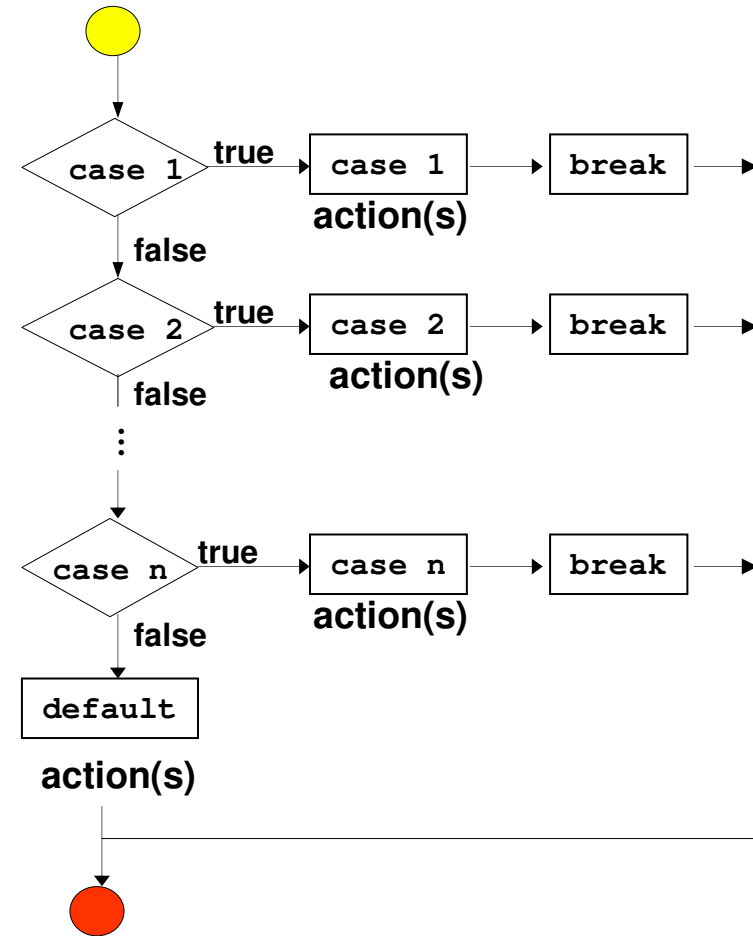 case 1
true
case 1
break
action(s)
false
case 2
true
case 2
break
action(s)
false
...
case n
true
case n
break
action(s)
false
default
action(s)